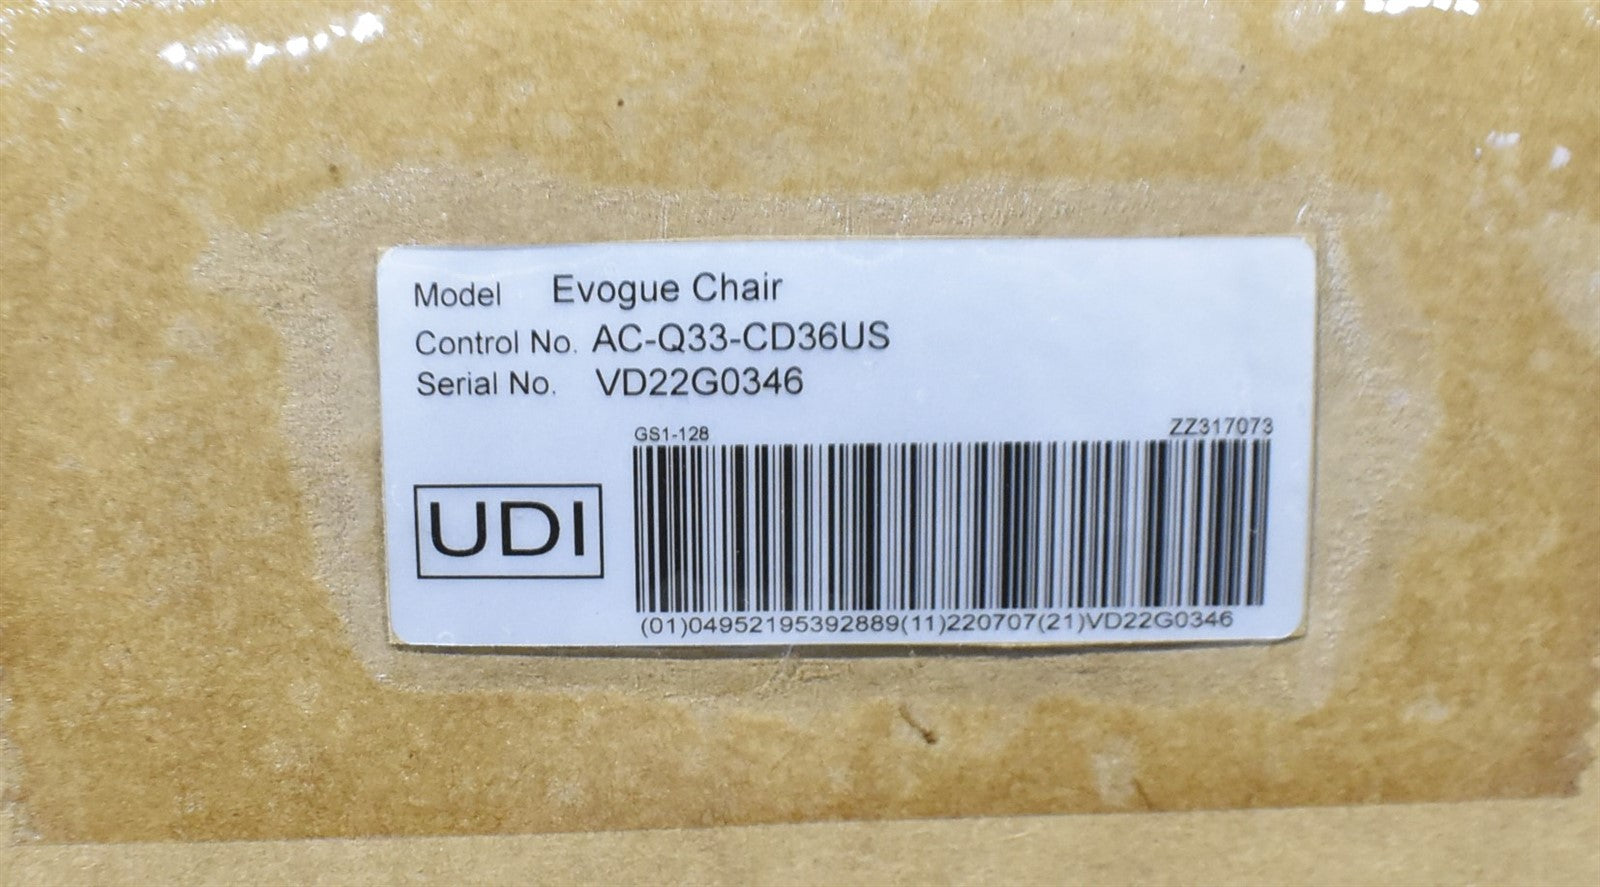 Model Evogue Chair
Control No. AC-Q33-CD36US
Serial No. VD22G0346
GS1-128 ZZ317073
UDI
(01)04952195392889(11)220707(21)VD22G0346